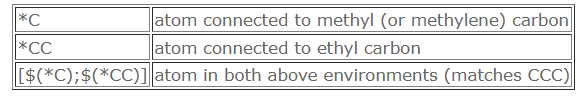 *C atom connected to methyl (or methylene) carbon
*CC atom connected to ethyl carbon
[$(*C);$(*CC)] atom in both above environments (matches CCC)